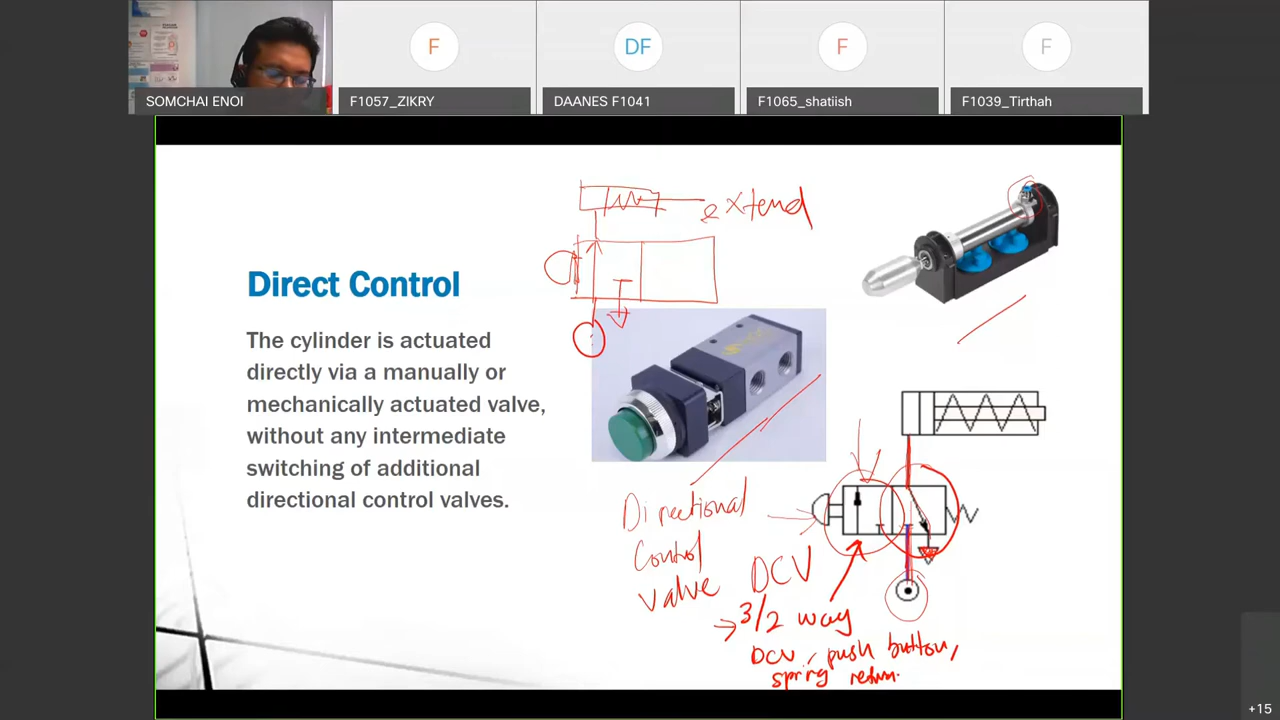 F
DF
F
F
SOMCHAI ENOI
F1057_ZIKRY
DAANES F1041
F1065_shatiish
F1039_Tirthah
extend
Direct Control
The cylinder is actuated
directly via a manually or
mechanically actuated valve,
without any intermediate
switching of additional
directional control valves.
Directional
Control
valve
DCV
3/2 way
DCV, push button,
spring return.
+15